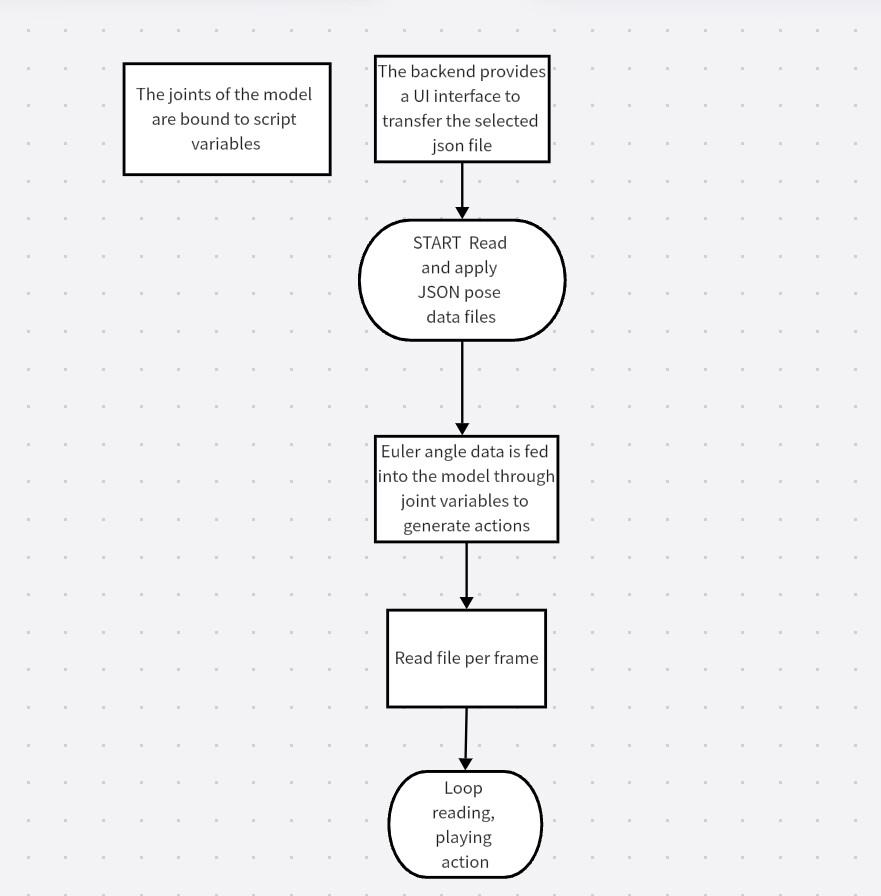 The joints of the model
are bound to script
variables
The backend provides
a UI interface to
transfer the selected
json file
START  Read
and apply
JSON pose
data files
Euler angle data is fed
into the model through
joint variables to
generate actions
Read file per frame
Loop
reading,
playing
action